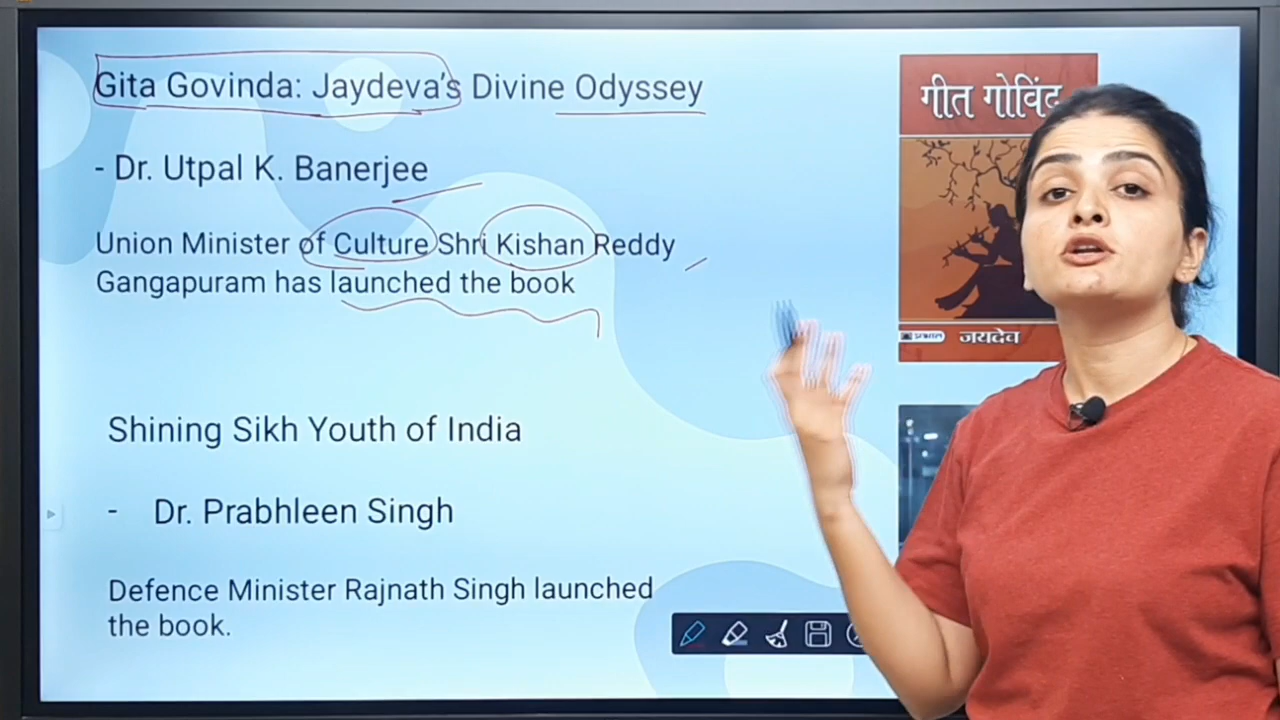 Gita Govinda: Jaydeva's Divine Odyssey
- Dr. Utpal K. Banerjee
Union Minister of Culture Shri Kishan Reddy
Gangapuram has launched the book
गीत गोविंद
जयदेव
Shining Sikh Youth of India
- Dr. Prabhleen Singh
Defence Minister Rajnath Singh launched
the book.